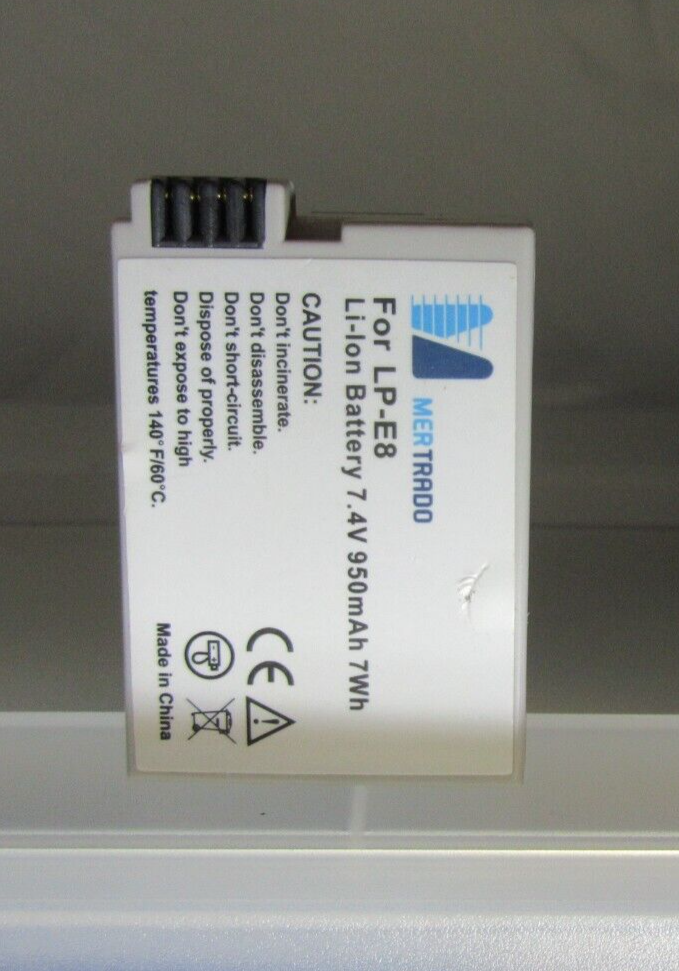 MERTRADO
For LP-E8
Li-Ion Battery 7.4V 950mAh 7Wh
CAUTION:
Don't incinerate.
Don't disassemble.
Don't short-circuit.
Dispose of properly.
Don't expose to high
temperatures 140°F/60°C.
CE
Made in China